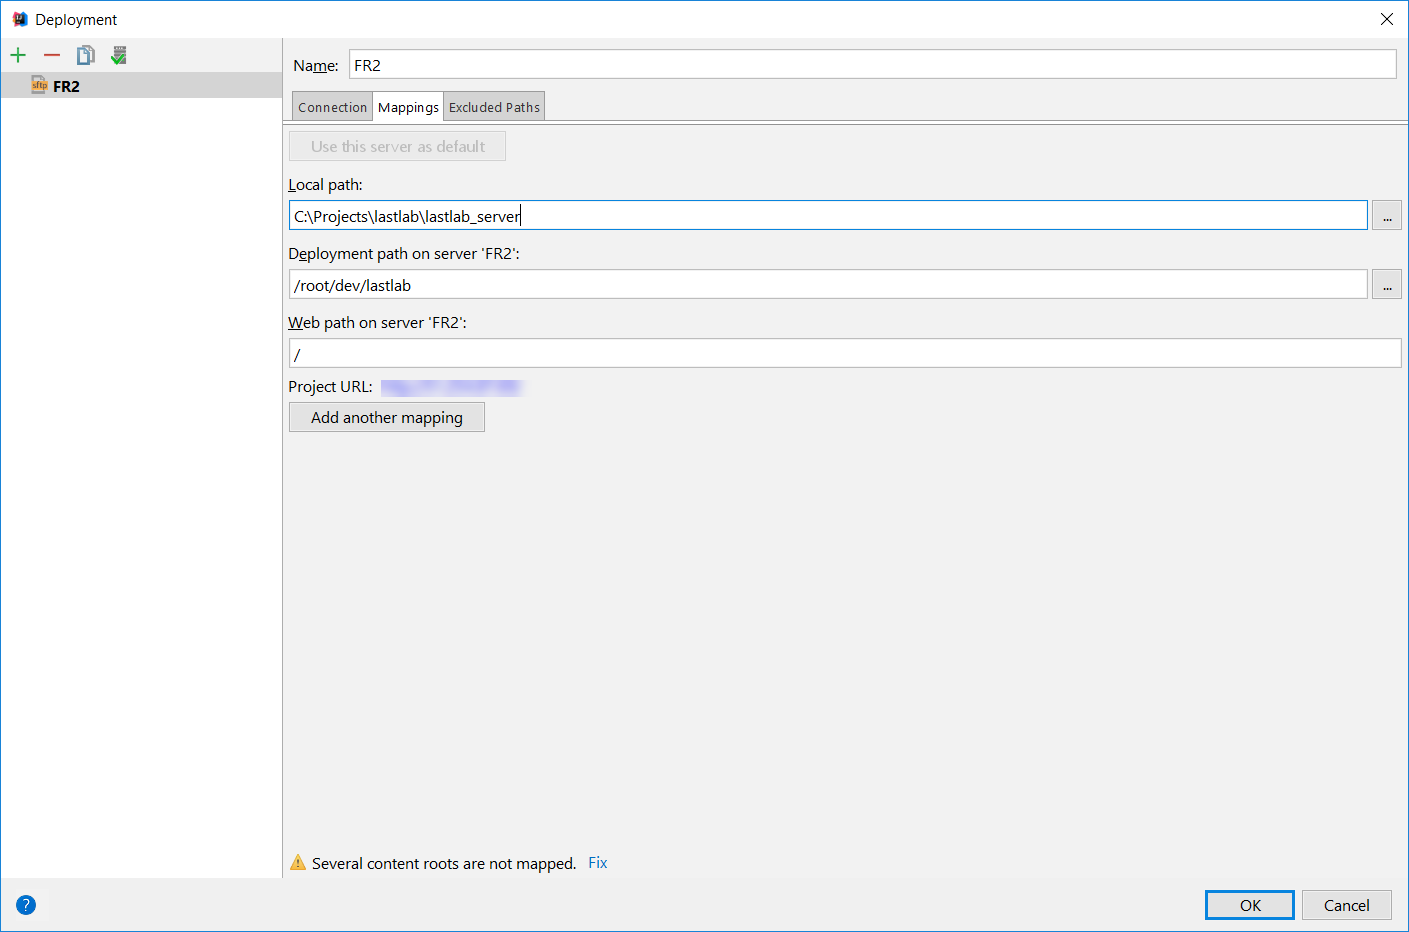 Deployment
sftp FR2
Name: FR2
Connection Mappings Excluded Paths
Use this server as default
Local path:
C:\Projects\lastlab\lastlab_server
...
Deployment path on server 'FR2':
/root/dev/lastlab
...
Web path on server 'FR2':
/
Project URL:
Add another mapping
Several content roots are not mapped. Fix
?
OK Cancel